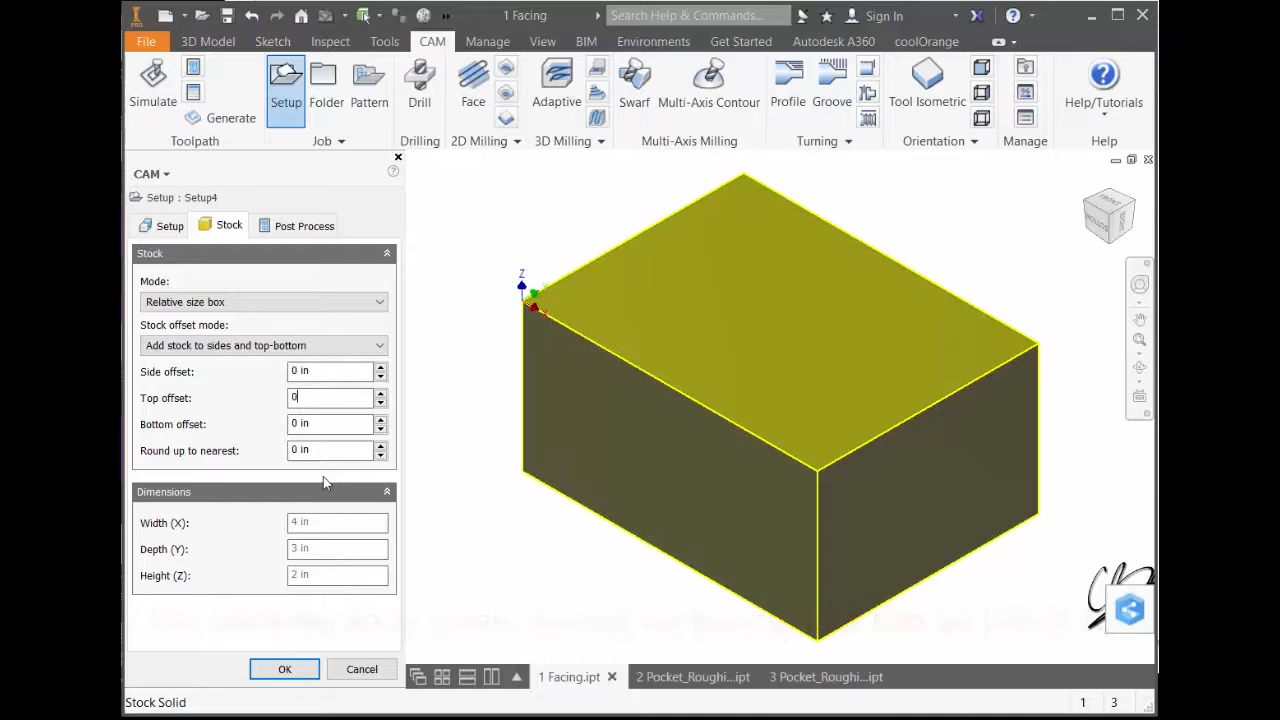 PRO
1 Facing
Search Help & Commands...
Sign In
File
3D Model
Sketch
Inspect
Tools
CAM
Manage
View
BIM
Environments
Get Started
Autodesk A360
coolOrange
Simulate
Generate
Toolpath
Setup
Folder
Pattern
Job
Drill
Drilling
Face
2D Milling
Adaptive
3D Milling
Swarf
Multi-Axis Contour
Multi-Axis Milling
Profile
Groove
Turning
Tool Isometric
Orientation
Manage
Help/Tutorials
Help
CAM
Setup : Setup4
Setup
Stock
Post Process
Stock
Mode:
Relative size box
Stock offset mode:
Add stock to sides and top-bottom
Side offset: 0 in
Top offset: 0
Bottom offset: 0 in
Round up to nearest: 0 in
Dimensions
Width (X): 4 in
Depth (Y): 3 in
Height (Z): 2 in
OK
Cancel
Z
FRONT
BOTTOM
1 Facing.ipt
2 Pocket_Roughi...ipt
3 Pocket_Roughi...ipt
Stock Solid
1
3